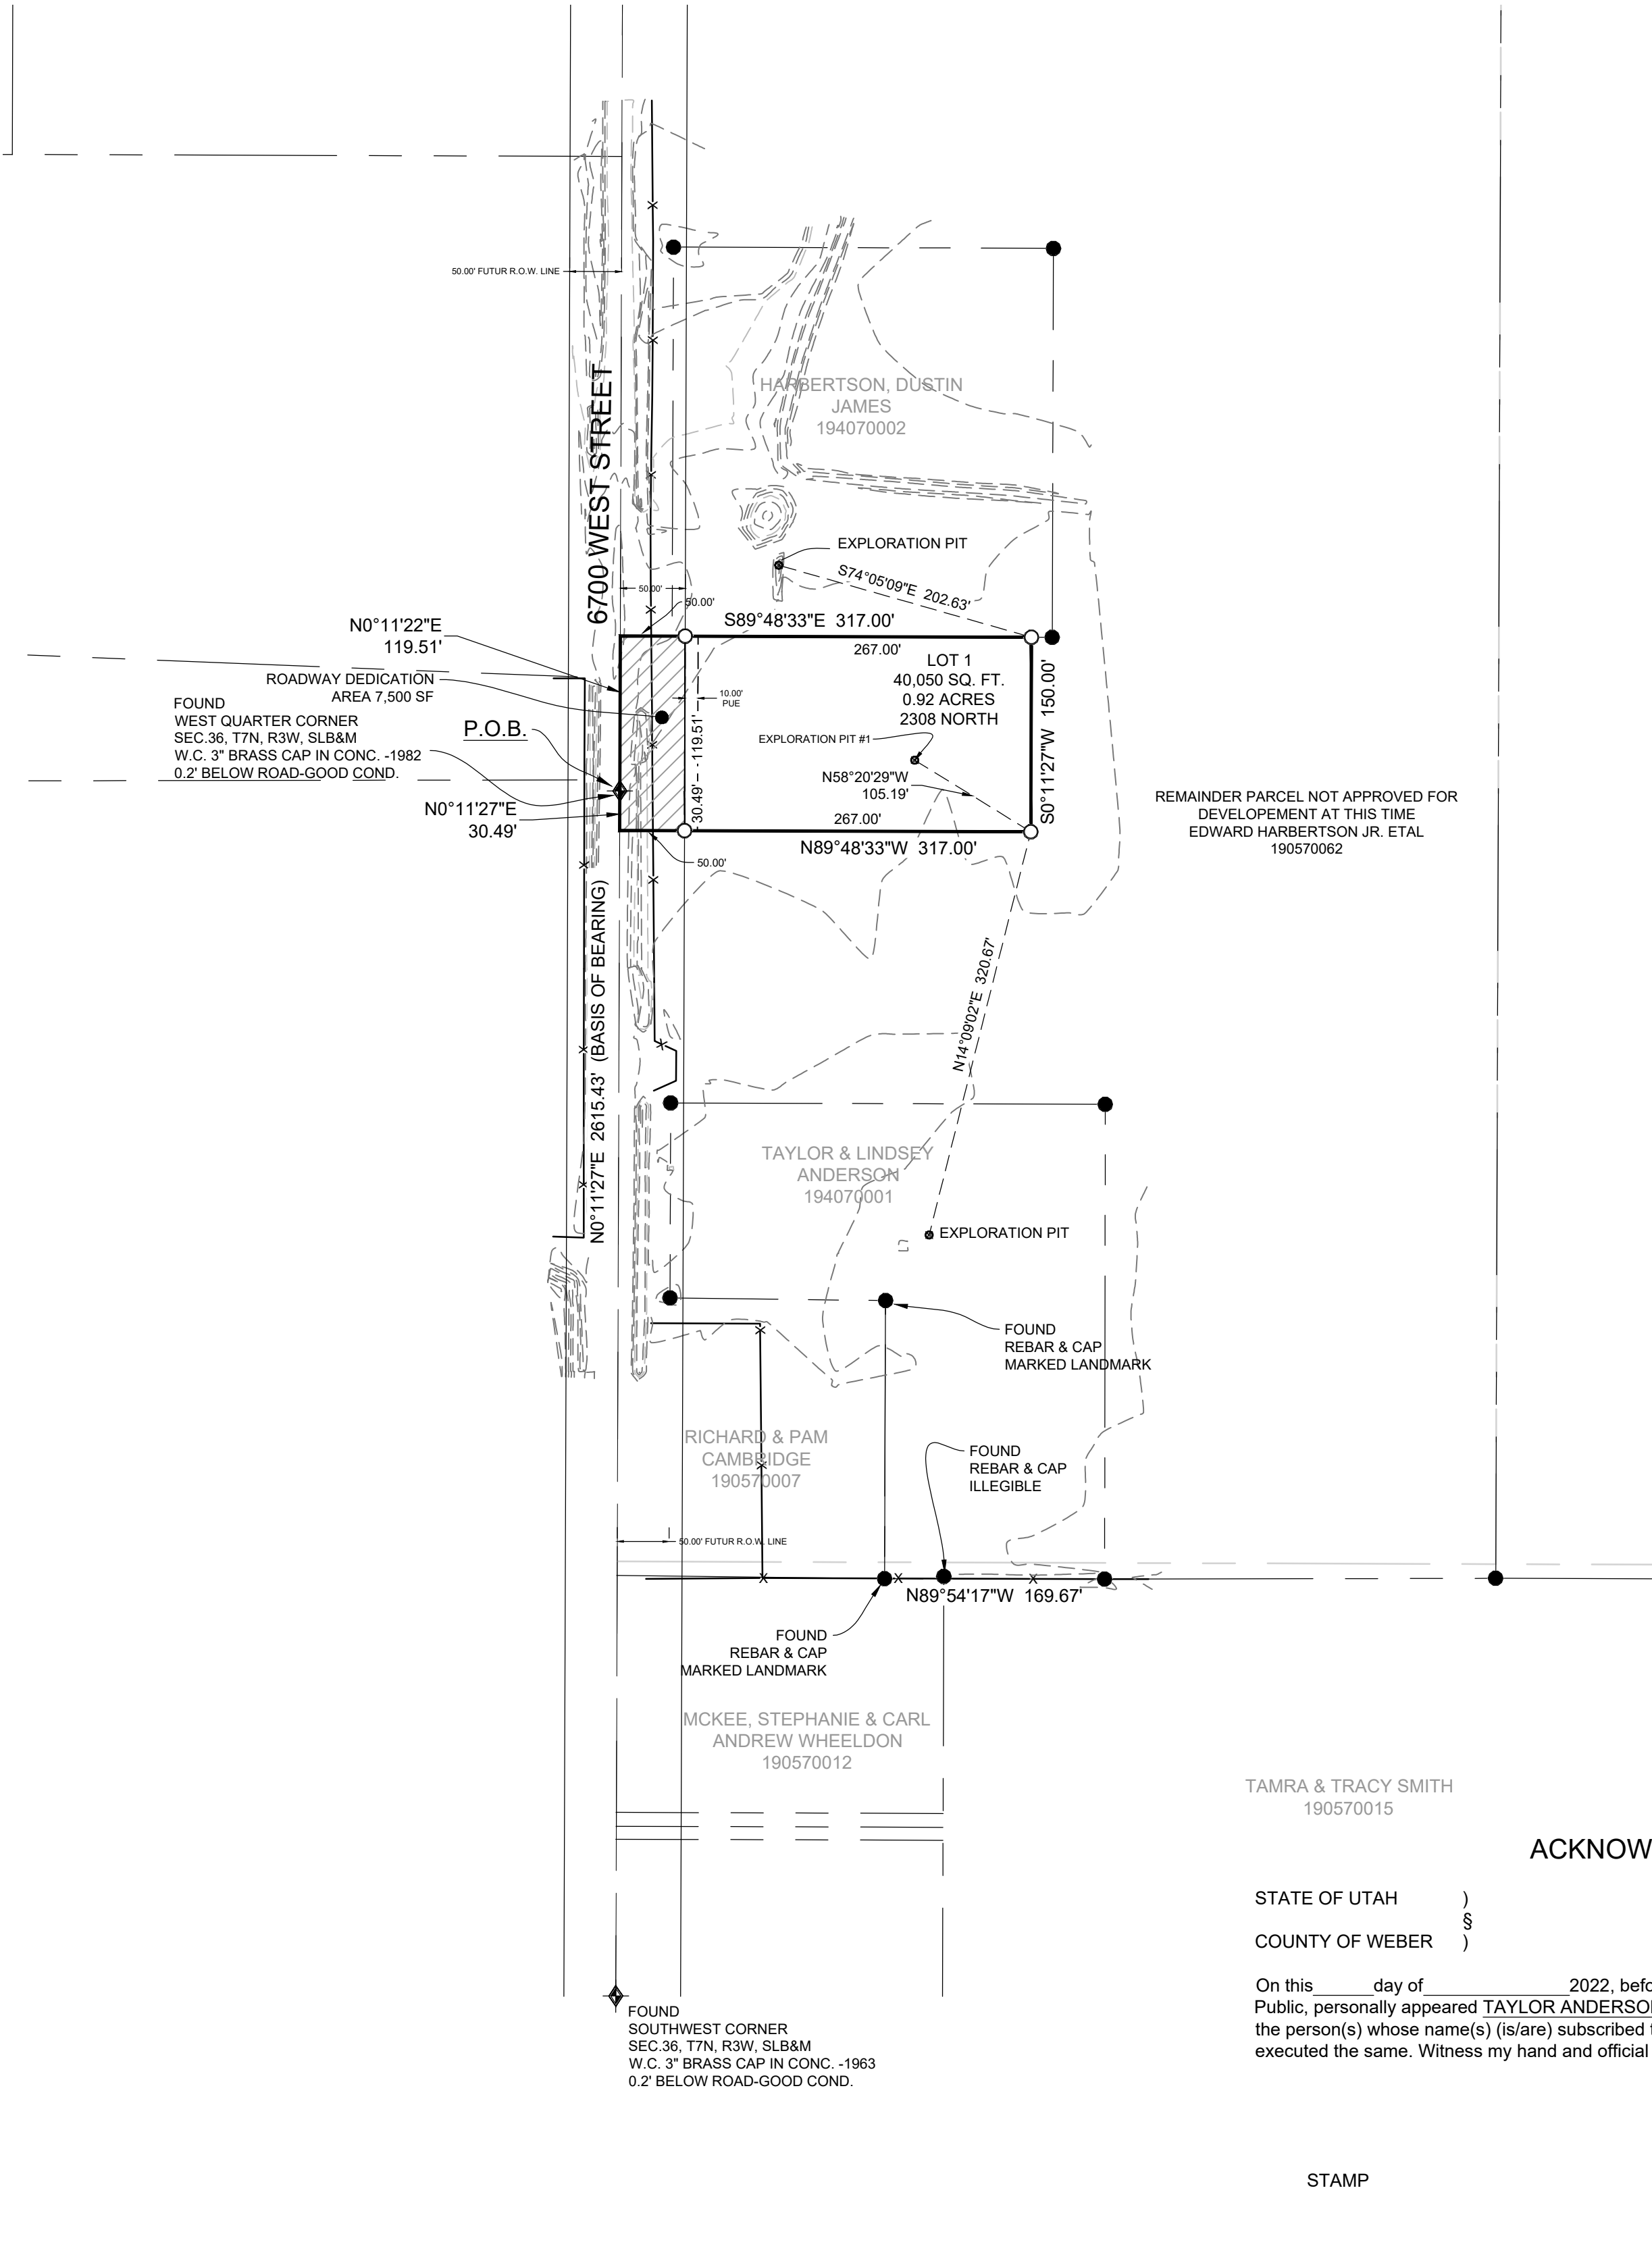 50.00' FUTUR R.O.W. LINE
6700 WEST STREET
HARBERTSON, DUSTIN
JAMES
194070002
EXPLORATION PIT
S74°05'09"E 202.63'
50.00'
50.00'
S89°48'33"E 317.00'
N0°11'22"E
119.51'
267.00'
LOT 1
40,050 SQ. FT.
0.92 ACRES
2308 NORTH
ROADWAY DEDICATION
AREA 7,500 SF
10.00'
PUE
FOUND
WEST QUARTER CORNER
SEC.36, T7N, R3W, SLB&M
W.C. 3" BRASS CAP IN CONC. -1982
0.2' BELOW ROAD-GOOD COND.
P.O.B.
30.49'
119.51'
EXPLORATION PIT #1
N58°20'29"W
105.19'
S0°11'27"W 150.00'
N0°11'27"E
30.49'
267.00'
N89°48'33"W 317.00'
50.00'
REMAINDER PARCEL NOT APPROVED FOR
DEVELOPEMENT AT THIS TIME
EDWARD HARBERTSON JR. ETAL
190570062
N0°11'27"E 2615.43' (BASIS OF BEARING)
N14°09'02"E 320.67'
TAYLOR & LINDSEY
ANDERSON
194070001
EXPLORATION PIT
FOUND
REBAR & CAP
MARKED LANDMARK
RICHARD & PAM
CAMBRIDGE
190570007
FOUND
REBAR & CAP
ILLEGIBLE
50.00' FUTUR R.O.W. LINE
N89°54'17"W 169.67'
FOUND
REBAR & CAP
MARKED LANDMARK
MCKEE, STEPHANIE & CARL
ANDREW WHEELDON
190570012
TAMRA & TRACY SMITH
190570015
ACKNOW
STATE OF UTAH )
§
COUNTY OF WEBER )
On this______day of______________2022, befo
Public, personally appeared TAYLOR ANDERSO
the person(s) whose name(s) (is/are) subscribed
executed the same. Witness my hand and official
FOUND
SOUTHWEST CORNER
SEC.36, T7N, R3W, SLB&M
W.C. 3" BRASS CAP IN CONC. -1963
0.2' BELOW ROAD-GOOD COND.
STAMP